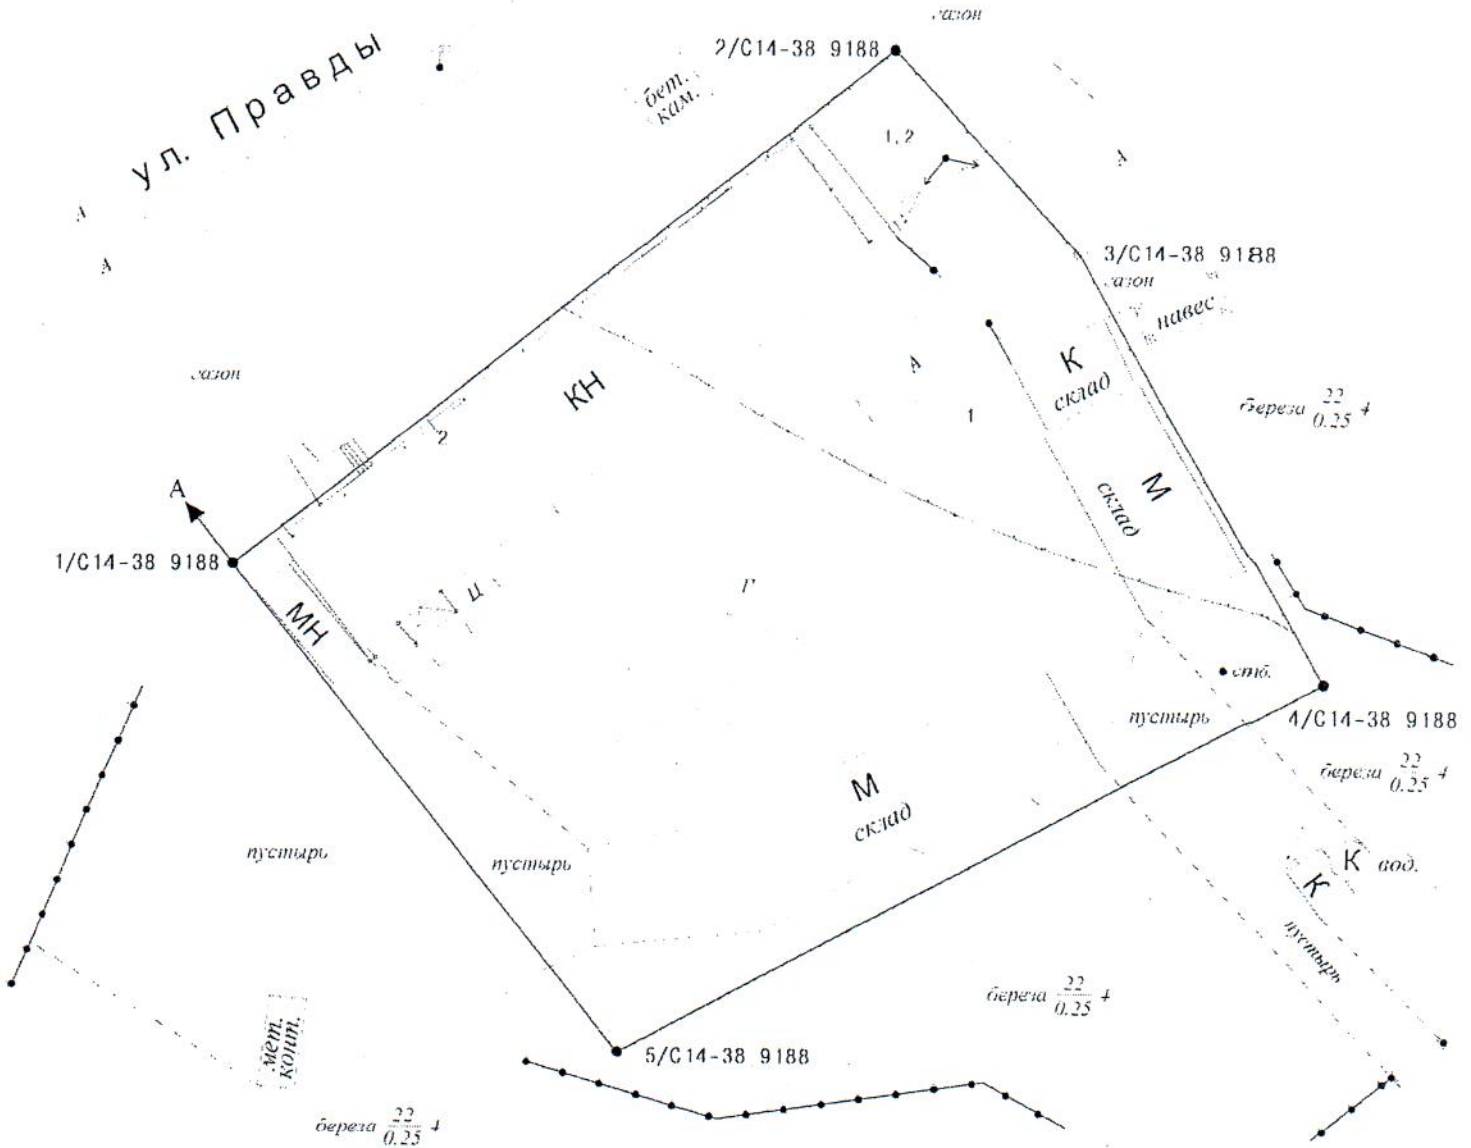 газон
2/С14-38 9188
ул. Правды
бет.
кам.
1,2
А
А
3/С14-38 9188
газон
навес
А
газон
К
склад
А
КН
1
береза 22/0.25 4
2
М
склад
А
1/С14-38 9188
МН
Ц
Г
стб.
пустырь
4/С14-38 9188
береза 22/0.25 4
М
склад
пустырь
пустырь
К вод.
К
пустырь
береза 22/0.25 4
мет.
конт.
5/С14-38 9188
береза 22/0.25 4